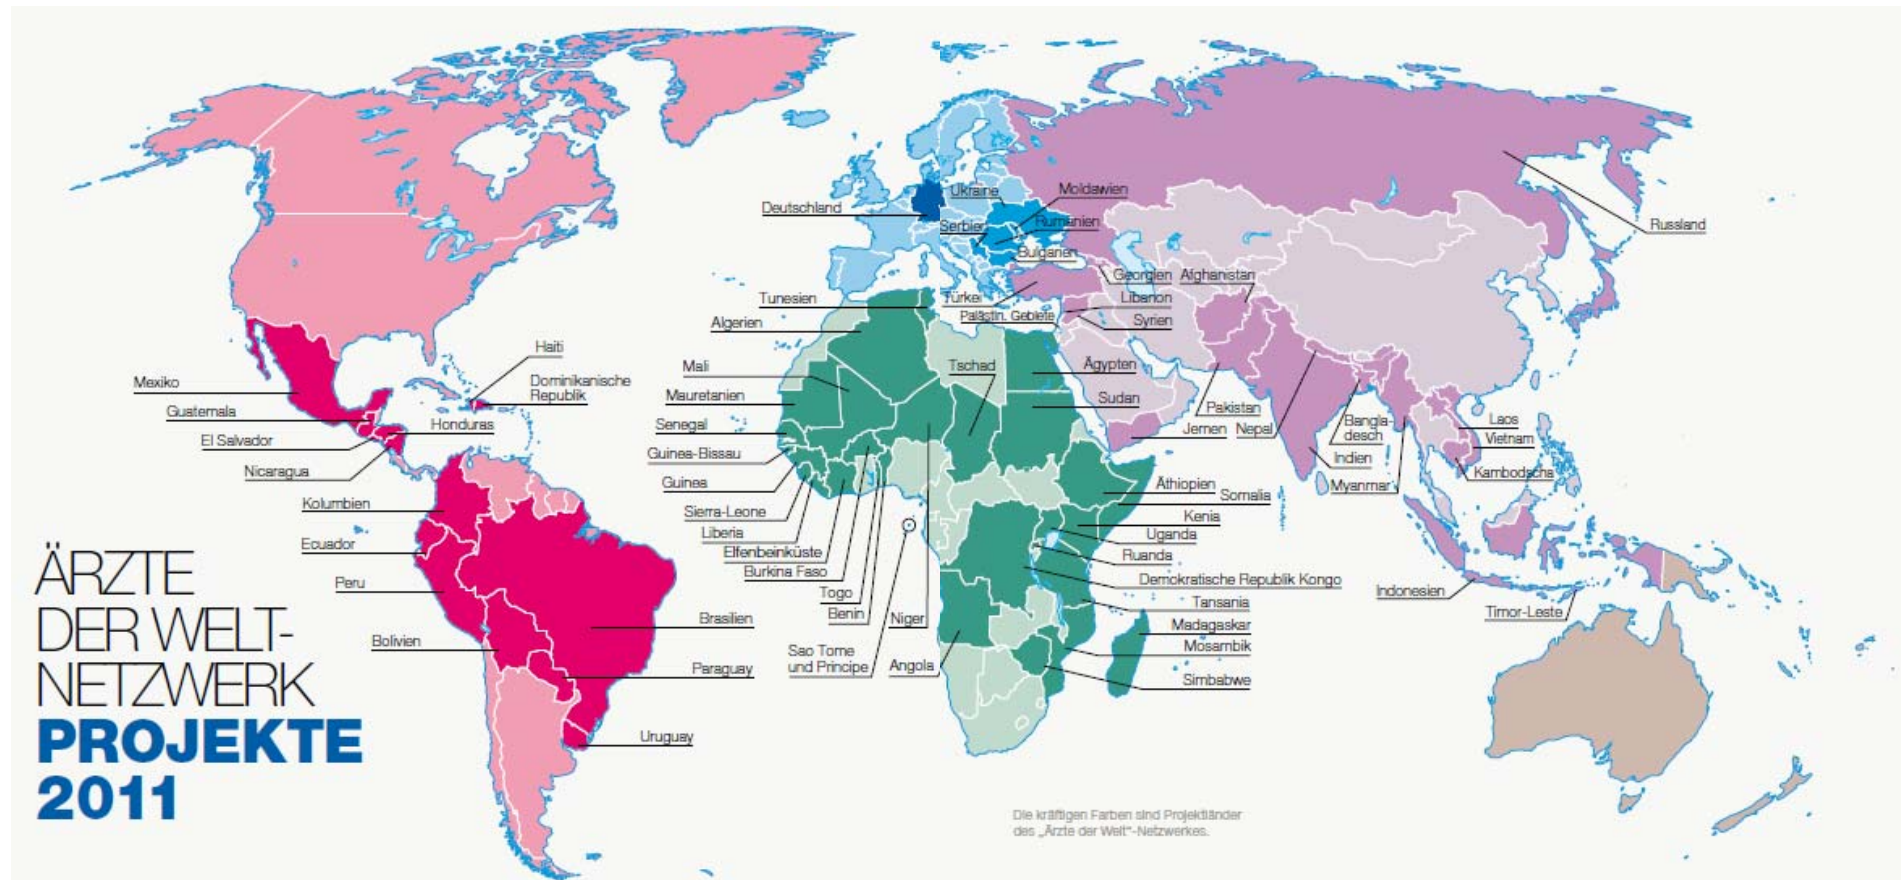 ÄRZTE
DER WELT-
NETZWERK
PROJEKTE
2011
Mexiko
Guatemala
El Salvador
Nicaragua
Haiti
Dominikanische
Republik
Honduras
Kolumbien
Ecuador
Peru
Bolivien
Brasilien
Paraguay
Uruguay
Deutschland
Ukraine
Moldawien
Serbien
Rumänien
Bulgarien
Russland
Tunesien
Algerien
Mali
Mauretanien
Senegal
Guinea-Bissau
Guinea
Sierra-Leone
Liberia
Elfenbeinküste
Burkina Faso
Togo
Benin
Niger
Sao Tome
und Principe
Angola
Türkei
Palästin. Gebiete
Georgien
Afghanistan
Libanon
Syrien
Tschad
Ägypten
Sudan
Jemen
Pakistan
Nepal
Bangla-
desch
Indien
Myanmar
Laos
Vietnam
Kambodscha
Äthiopien
Somalia
Kenia
Uganda
Ruanda
Demokratische Republik Kongo
Tansania
Madagaskar
Mosambik
Simbabwe
Indonesien
Timor-Leste
Die kräftigen Farben sind Projektländer
des „Ärzte der Welt“-Netzwerkes.